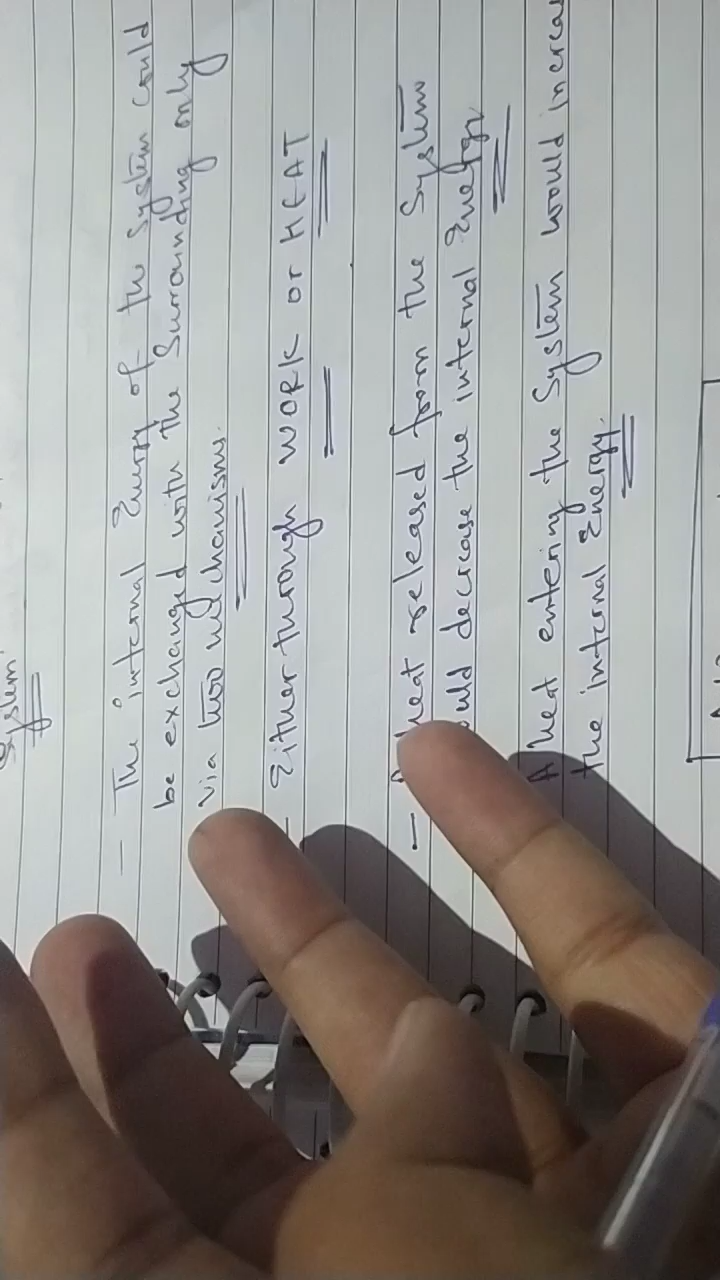 System
- The internal Energy of the system could
be exchanged with the Surrounding only
via two mechanisms.
- Either through WORK or HEAT
- A heat released from the System
would decrease the internal Energy
A heat entering the System would increase
the internal Energy.